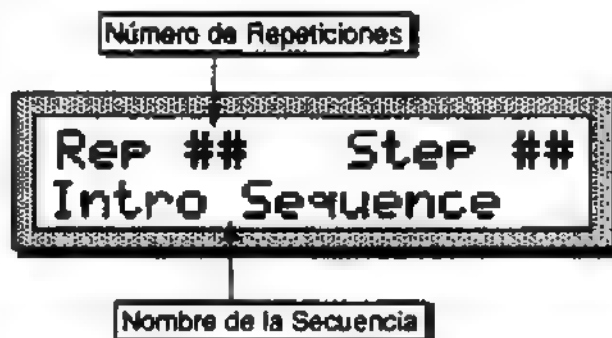 Número de Repeticiones
Rep ## Step ##
Intro Sequence
Nombre de la Secuencia